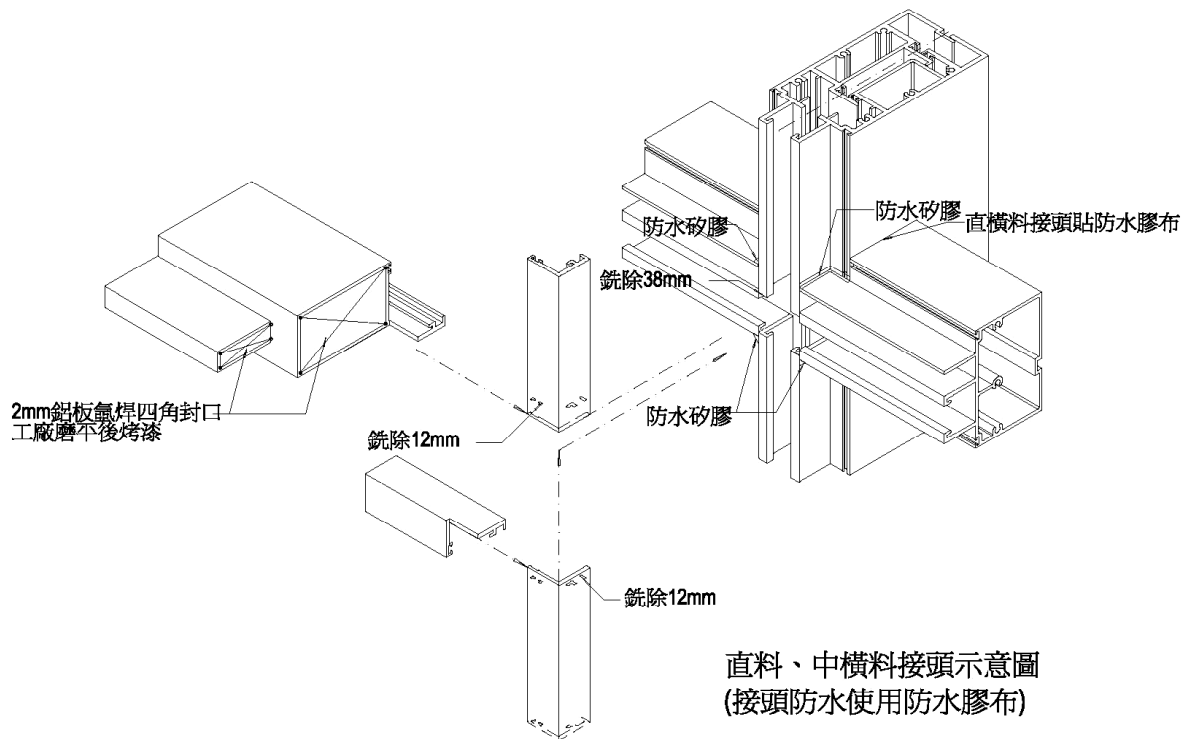 防水矽膠
直橫料接頭貼防水膠布
防水矽膠
銑除38mm
2mm鋁板氬焊四角封口
工廠磨平後烤漆
銑除12mm
防水矽膠
銑除12mm
直料、中橫料接頭示意圖
(接頭防水使用防水膠布)